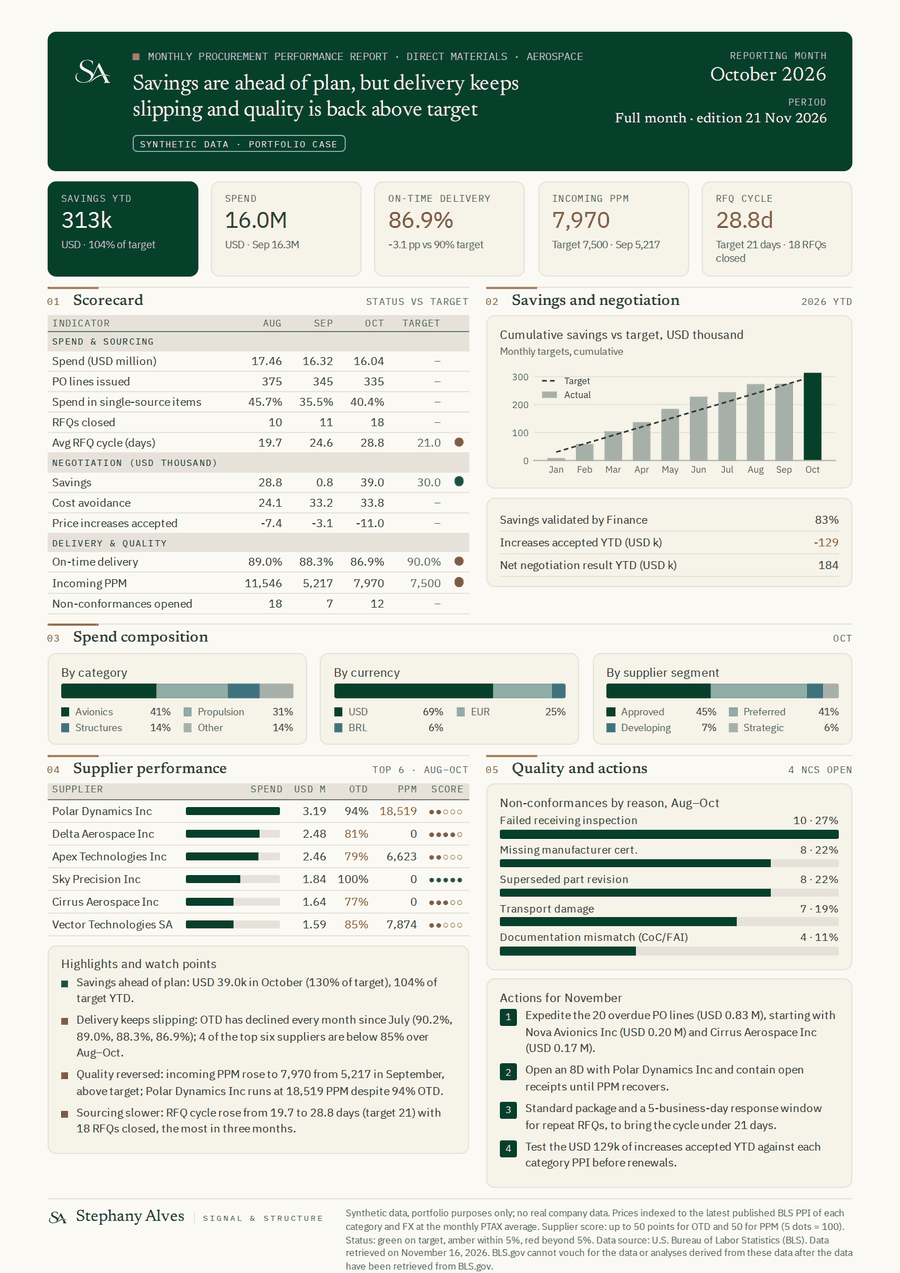 SA
MONTHLY PROCUREMENT PERFORMANCE REPORT · DIRECT MATERIALS · AEROSPACE
Savings are ahead of plan, but delivery keeps
slipping and quality is back above target
SYNTHETIC DATA · PORTFOLIO CASE
REPORTING MONTH
October 2026
PERIOD
Full month · edition 21 Nov 2026
SAVINGS YTD
313k
USD · 104% of target
SPEND
16.0M
USD · Sep 16.3M
ON-TIME DELIVERY
86.9%
-3.1 pp vs 90% target
INCOMING PPM
7,970
Target 7,500 · Sep 5,217
RFQ CYCLE
28.8d
Target 21 days · 18 RFQs
closed
01 Scorecard STATUS VS TARGET
INDICATOR AUG SEP OCT TARGET
SPEND & SOURCING
Spend (USD million) 17.46 16.32 16.04 –
PO lines issued 375 345 335 –
Spend in single-source items 45.7% 35.5% 40.4% –
RFQs closed 10 11 18 –
Avg RFQ cycle (days) 19.7 24.6 28.8 21.0
NEGOTIATION (USD THOUSAND)
Savings 28.8 0.8 39.0 30.0
Cost avoidance 24.1 33.2 33.8 –
Price increases accepted -7.4 -3.1 -11.0 –
DELIVERY & QUALITY
On-time delivery 89.0% 88.3% 86.9% 90.0%
Incoming PPM 11,546 5,217 7,970 7,500
Non-conformances opened 18 7 12 –
02 Savings and negotiation 2026 YTD
Cumulative savings vs target, USD thousand
Monthly targets, cumulative
300
200
100
0
Target
Actual
Jan Feb Mar Apr May Jun Jul Aug Sep Oct
Savings validated by Finance 83%
Increases accepted YTD (USD k) -129
Net negotiation result YTD (USD k) 184
03 Spend composition OCT
By category
Avionics 41% Propulsion 31%
Structures 14% Other 14%
By currency
USD 69% EUR 25%
BRL 6%
By supplier segment
Approved 45% Preferred 41%
Developing 7% Strategic 6%
04 Supplier performance TOP 6 · AUG–OCT
SUPPLIER SPEND USD M OTD PPM SCORE
Polar Dynamics Inc 3.19 94% 18,519 ●●○○○
Delta Aerospace Inc 2.48 81% 0 ●●●●○
Apex Technologies Inc 2.46 79% 6,623 ●●○○○
Sky Precision Inc 1.84 100% 0 ●●●●●
Cirrus Aerospace Inc 1.64 77% 0 ●●●○○
Vector Technologies SA 1.59 85% 7,874 ●●○○○
Highlights and watch points
Savings ahead of plan: USD 39.0k in October (130% of target), 104% of
target YTD.
Delivery keeps slipping: OTD has declined every month since July (90.2%,
89.0%, 88.3%, 86.9%); 4 of the top six suppliers are below 85% over
Aug–Oct.
Quality reversed: incoming PPM rose to 7,970 from 5,217 in September,
above target; Polar Dynamics Inc runs at 18,519 PPM despite 94% OTD.
Sourcing slower: RFQ cycle rose from 19.7 to 28.8 days (target 21) with
18 RFQs closed, the most in three months.
05 Quality and actions 4 NCS OPEN
Non-conformances by reason, Aug–Oct
Failed receiving inspection 10 · 27%
Missing manufacturer cert. 8 · 22%
Superseded part revision 8 · 22%
Transport damage 7 · 19%
Documentation mismatch (CoC/FAI) 4 · 11%
Actions for November
1 Expedite the 20 overdue PO lines (USD 0.83 M), starting with
Nova Avionics Inc (USD 0.20 M) and Cirrus Aerospace Inc
(USD 0.17 M).
2 Open an 8D with Polar Dynamics Inc and contain open
receipts until PPM recovers.
3 Standard package and a 5-business-day response window
for repeat RFQs, to bring the cycle under 21 days.
4 Test the USD 129k of increases accepted YTD against each
category PPI before renewals.
SA Stephany Alves SIGNAL & STRUCTURE
Synthetic data, portfolio purposes only; no real company data. Prices indexed to the latest published BLS PPI of each
category and FX at the monthly PTAX average. Supplier score: up to 50 points for OTD and 50 for PPM (5 dots = 100).
Status: green on target, amber within 5%, red beyond 5%. Data source: U.S. Bureau of Labor Statistics (BLS). Data
retrieved on November 16, 2026. BLS.gov cannot vouch for the data or analyses derived from these data after the data
have been retrieved from BLS.gov.